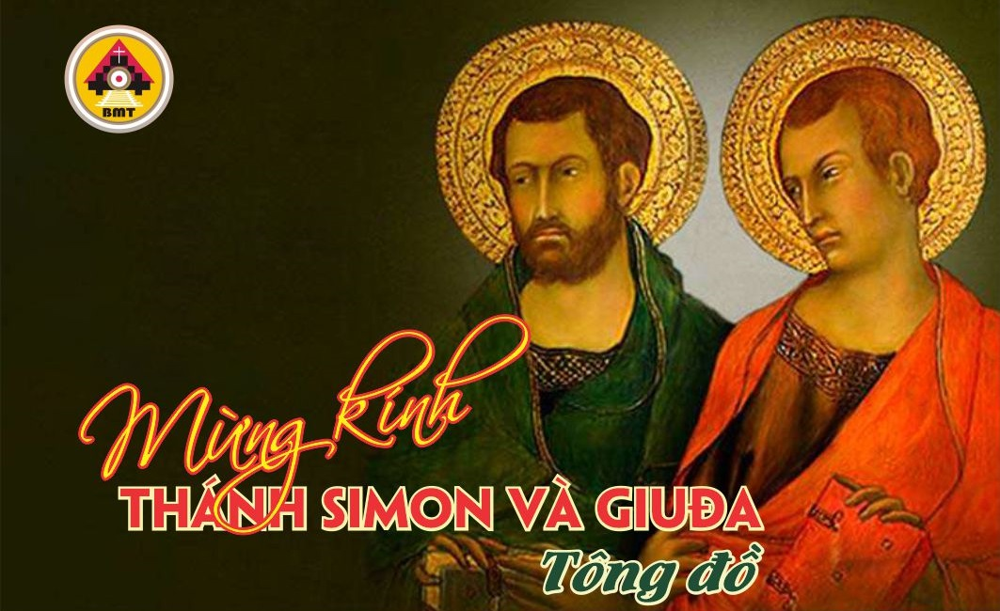 BMT
Mừng kính
THÁNH SIMON VÀ GIUĐA
Tông đồ